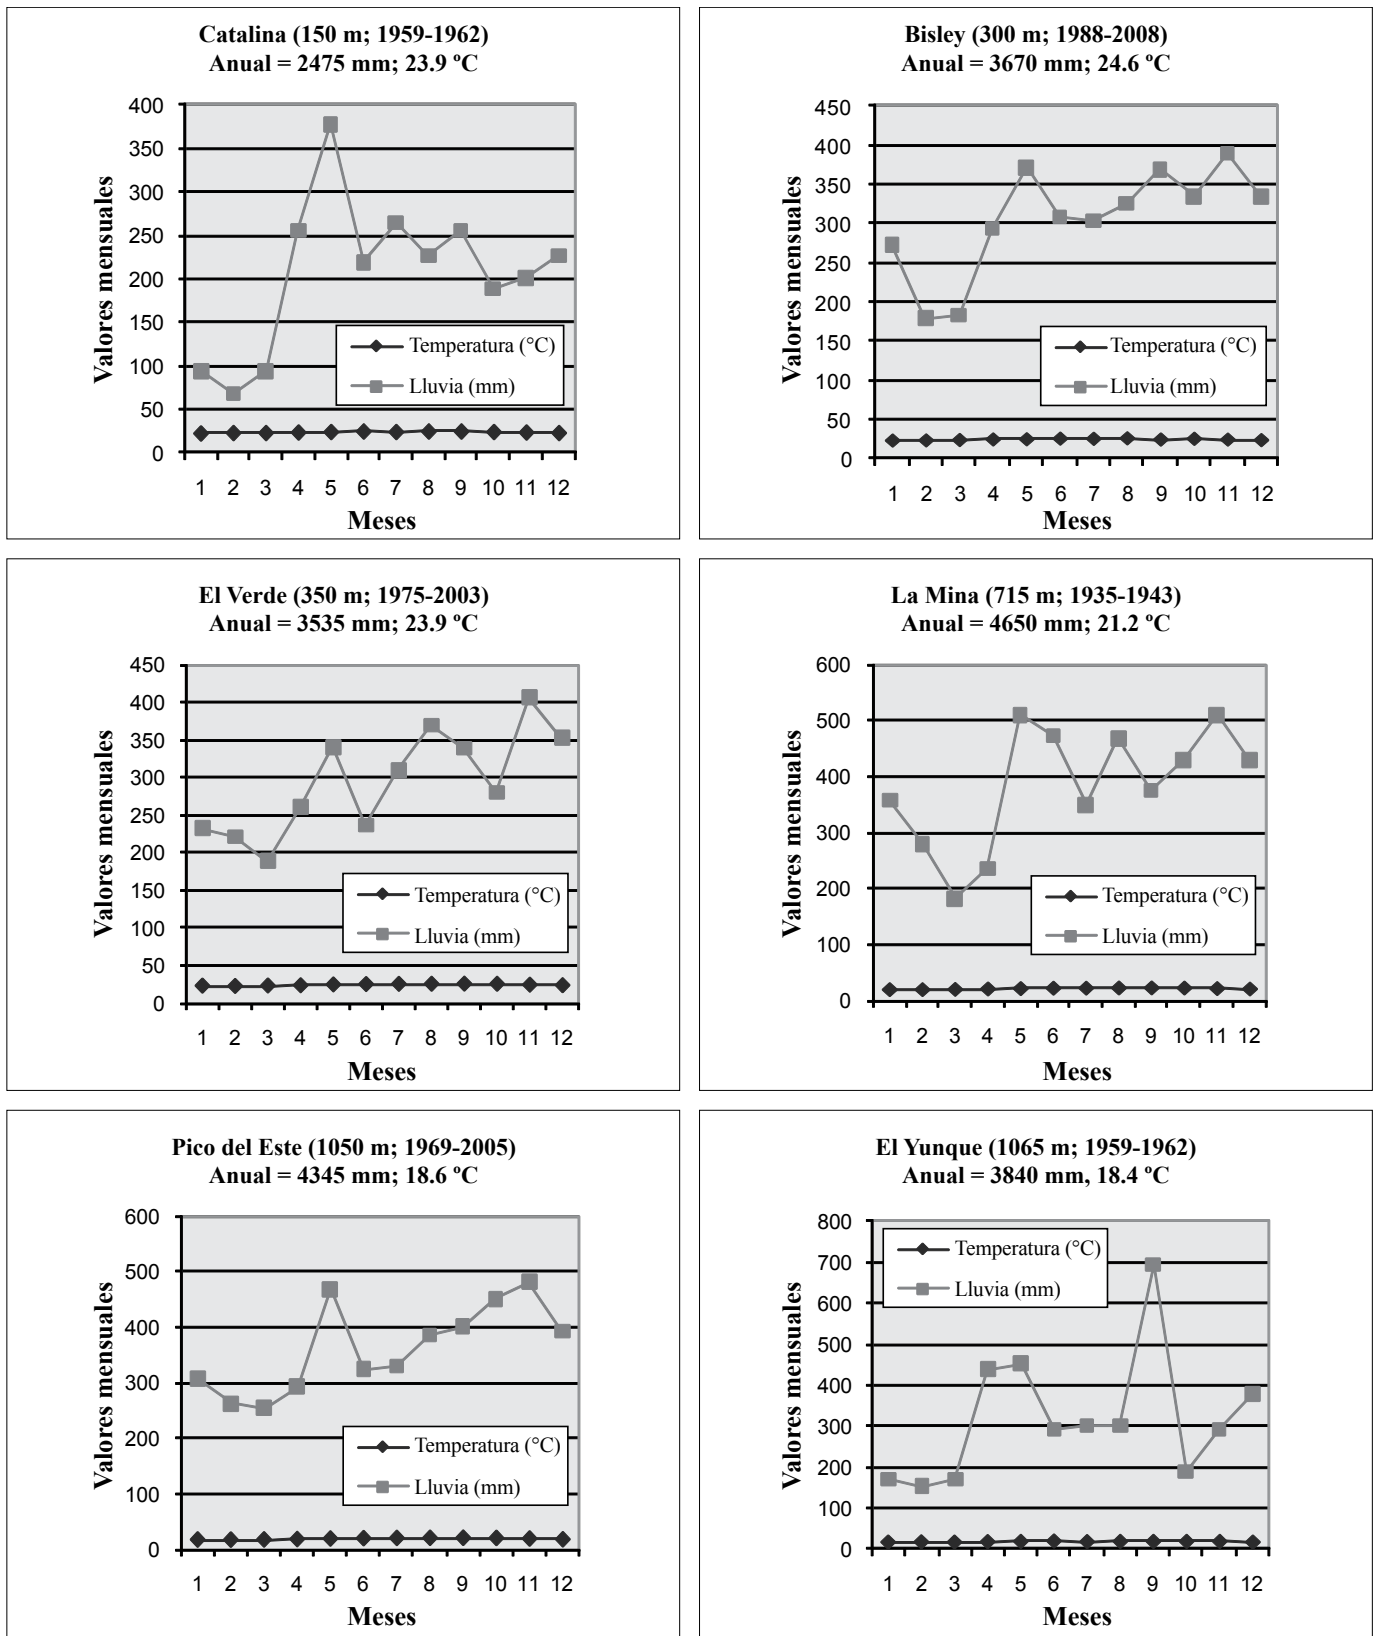 Catalina (150 m; 1959-1962)
Anual = 2475 mm; 23.9 ºC
400
350
300
250
200
150
100
50
0
Valores mensuales
Temperatura (°C)
Lluvia (mm)
1 2 3 4 5 6 7 8 9 10 11 12
Meses
Bisley (300 m; 1988-2008)
Anual = 3670 mm; 24.6 ºC
450
400
350
300
250
200
150
100
50
0
Valores mensuales
Temperatura (°C)
Lluvia (mm)
1 2 3 4 5 6 7 8 9 10 11 12
Meses
El Verde (350 m; 1975-2003)
Anual = 3535 mm; 23.9 ºC
450
400
350
300
250
200
150
100
50
0
Valores mensuales
Temperatura (°C)
Lluvia (mm)
1 2 3 4 5 6 7 8 9 10 11 12
Meses
La Mina (715 m; 1935-1943)
Anual = 4650 mm; 21.2 ºC
600
500
400
300
200
100
0
Valores mensuales
Temperatura (°C)
Lluvia (mm)
1 2 3 4 5 6 7 8 9 10 11 12
Meses
Pico del Este (1050 m; 1969-2005)
Anual = 4345 mm; 18.6 ºC
600
500
400
300
200
100
0
Valores mensuales
Temperatura (°C)
Lluvia (mm)
1 2 3 4 5 6 7 8 9 10 11 12
Meses
El Yunque (1065 m; 1959-1962)
Anual = 3840 mm, 18.4 ºC
800
700
600
500
400
300
200
100
0
Valores mensuales
Temperatura (°C)
Lluvia (mm)
1 2 3 4 5 6 7 8 9 10 11 12
Meses